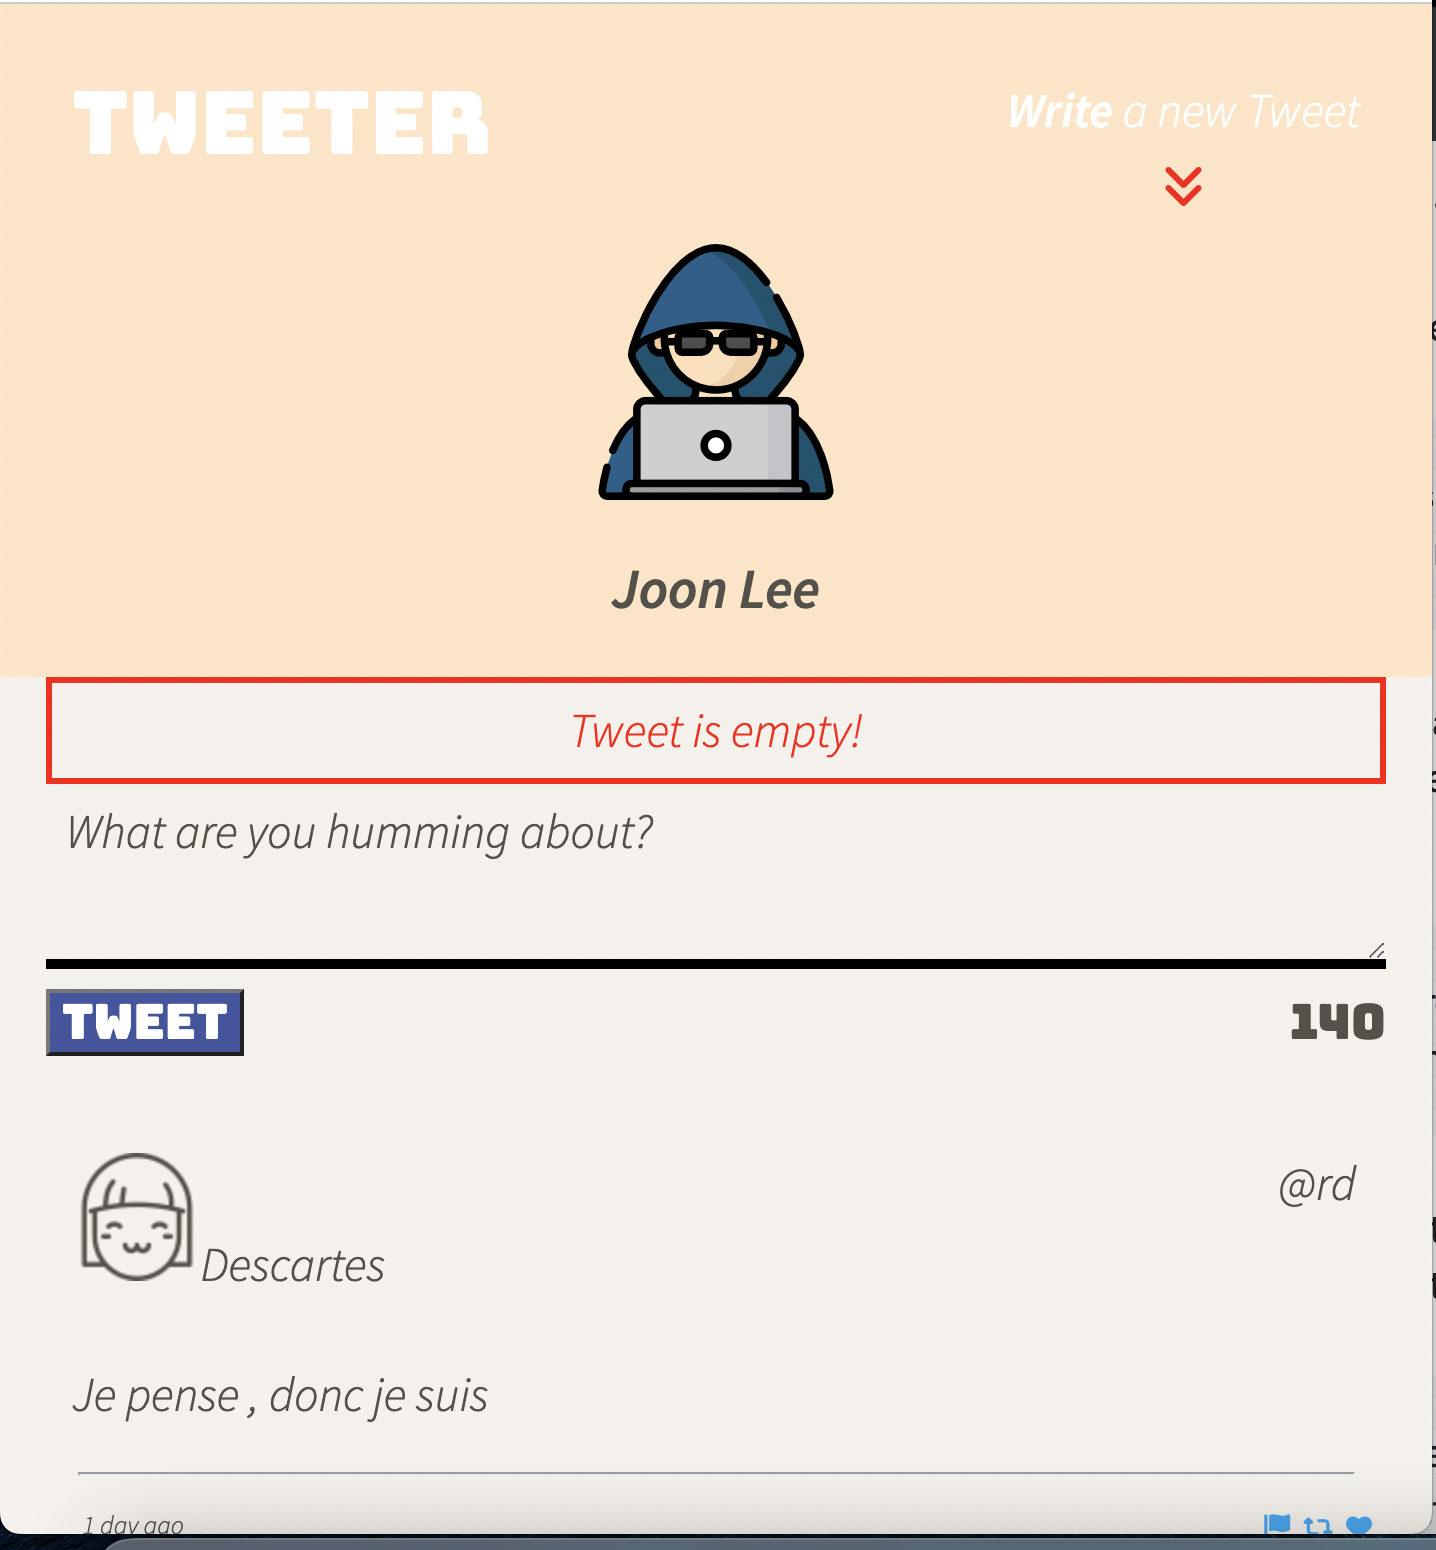 TWEETER
Write a new Tweet
Joon Lee
Tweet is empty!
What are you humming about?
TWEET
140
@rd
Descartes
Je pense , donc je suis
1 day ago